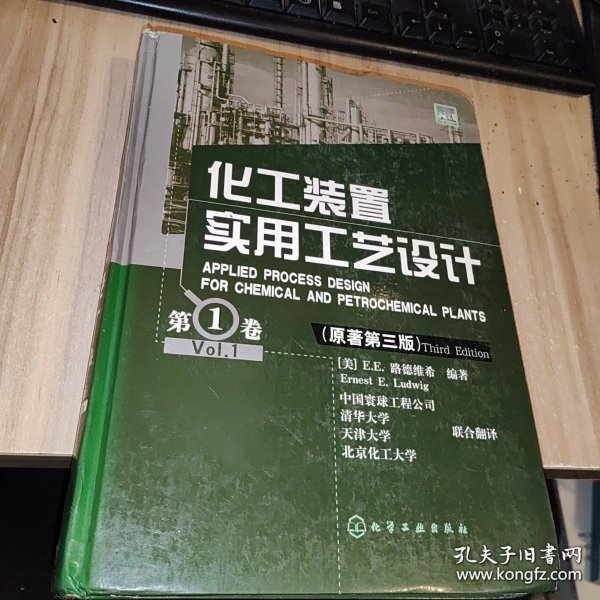 化工装置
实用工艺设计
APPLIED PROCESS DESIGN
FOR CHEMICAL AND PETROCHEMICAL PLANTS
第1卷
Vol.1
(原著第三版)Third Edition
[美] E.E. 路德维希 编著
Ernest E. Ludwig
中国寰球工程公司
清华大学
天津大学 联合翻译
北京化工大学
化学工业出版社
孔夫子旧书网
www.kongfz.com